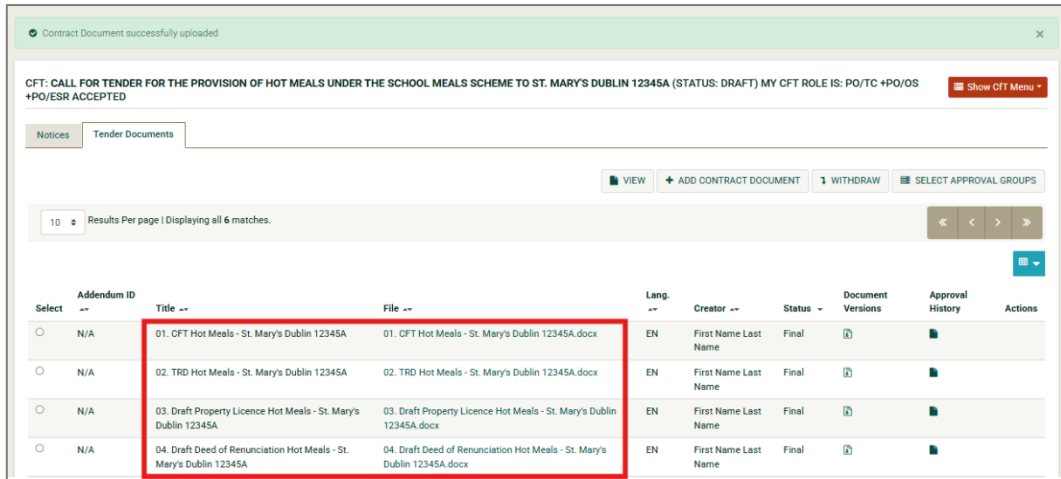 Contract Document successfully uploaded ×
CFT: CALL FOR TENDER FOR THE PROVISION OF HOT MEALS UNDER THE SCHOOL MEALS SCHEME TO ST. MARY'S DUBLIN 12345A (STATUS: DRAFT) MY CFT ROLE IS: PO/TC +PO/OS
+PO/ESR ACCEPTED
Show CfT Menu
Notices Tender Documents
VIEW + ADD CONTRACT DOCUMENT WITHDRAW SELECT APPROVAL GROUPS
10 Results Per page | Displaying all 6 matches.
« < > »
Select Addendum ID Title File Lang. Creator Status Document Versions Approval History Actions
N/A 01. CFT Hot Meals - St. Mary's Dublin 12345A 01. CFT Hot Meals - St. Mary's Dublin 12345A.docx EN First Name Last Final
Name
N/A 02. TRD Hot Meals - St. Mary's Dublin 12345A 02. TRD Hot Meals - St. Mary's Dublin 12345A.docx EN First Name Last Final
Name
N/A 03. Draft Property Licence Hot Meals - St. Mary's 03. Draft Property Licence Hot Meals - St. Mary's Dublin EN First Name Last Final
Dublin 12345A 12345A.docx Name
N/A 04. Draft Deed of Renunciation Hot Meals - St. 04. Draft Deed of Renunciation Hot Meals - St. Mary's EN First Name Last Final
Mary's Dublin 12345A Dublin 12345A.docx Name